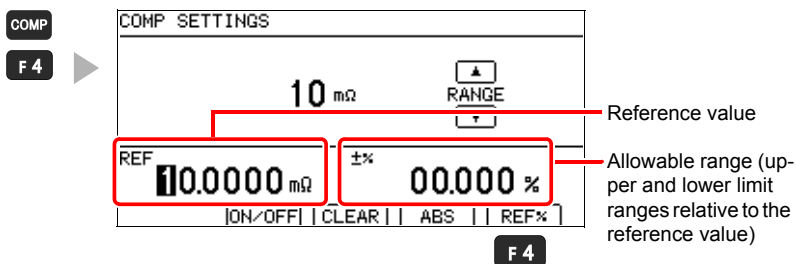 COMP
F 4
COMP SETTINGS
10 mΩ
▲
RANGE
▼
REF
10.0000 mΩ
±%
00.000 %
ON/OFF CLEAR ABS REF%
F 4
Reference value
Allowable range (up-
per and lower limit
ranges relative to the
reference value)